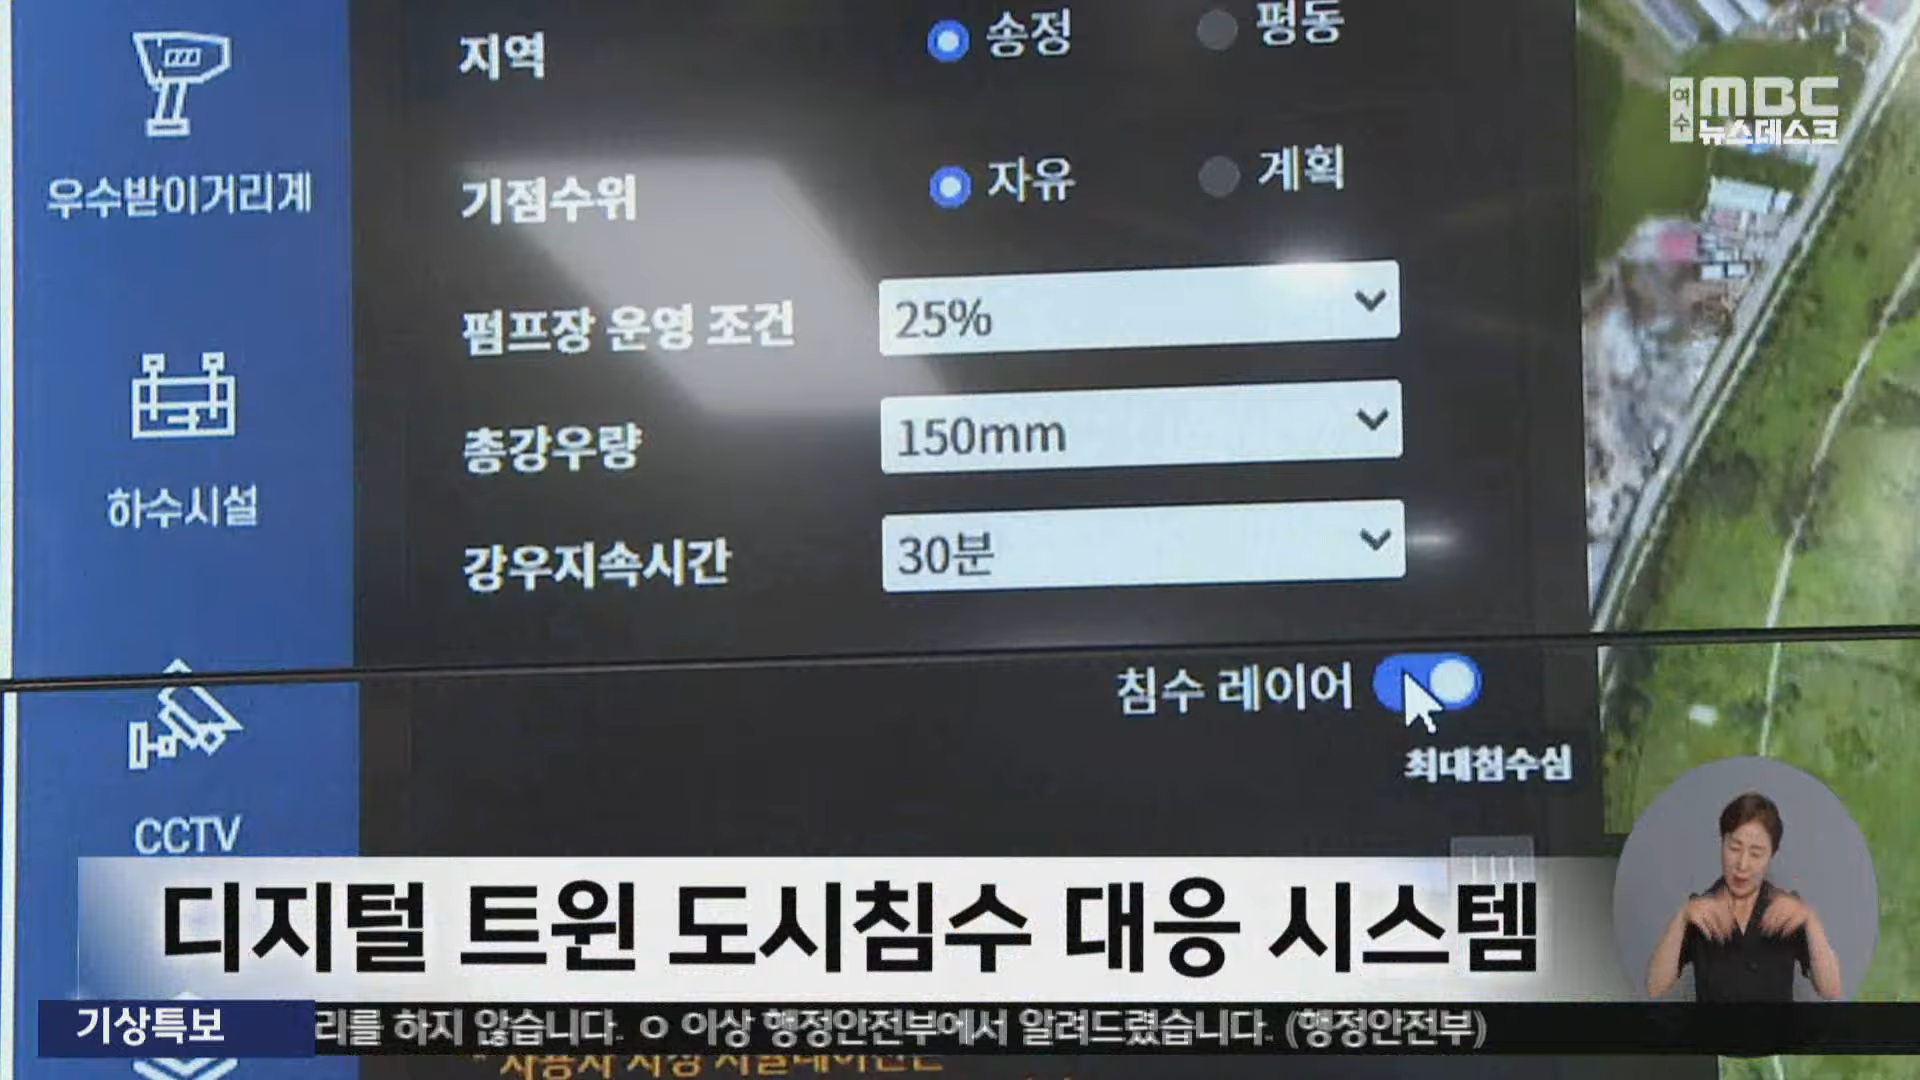 지역
송정
평동
여수 MBC
뉴스데스크
우수받이거리계
기점수위
자유
계획
펌프장 운영 조건
25%
총강우량
150mm
하수시설
강우지속시간
30분
침수 레이어
최대침수심
CCTV
디지털 트윈 도시침수 대응 시스템
기상특보
리를 하지 않습니다. ㅇ 이상 행정안전부에서 알려드렸습니다. (행정안전부)